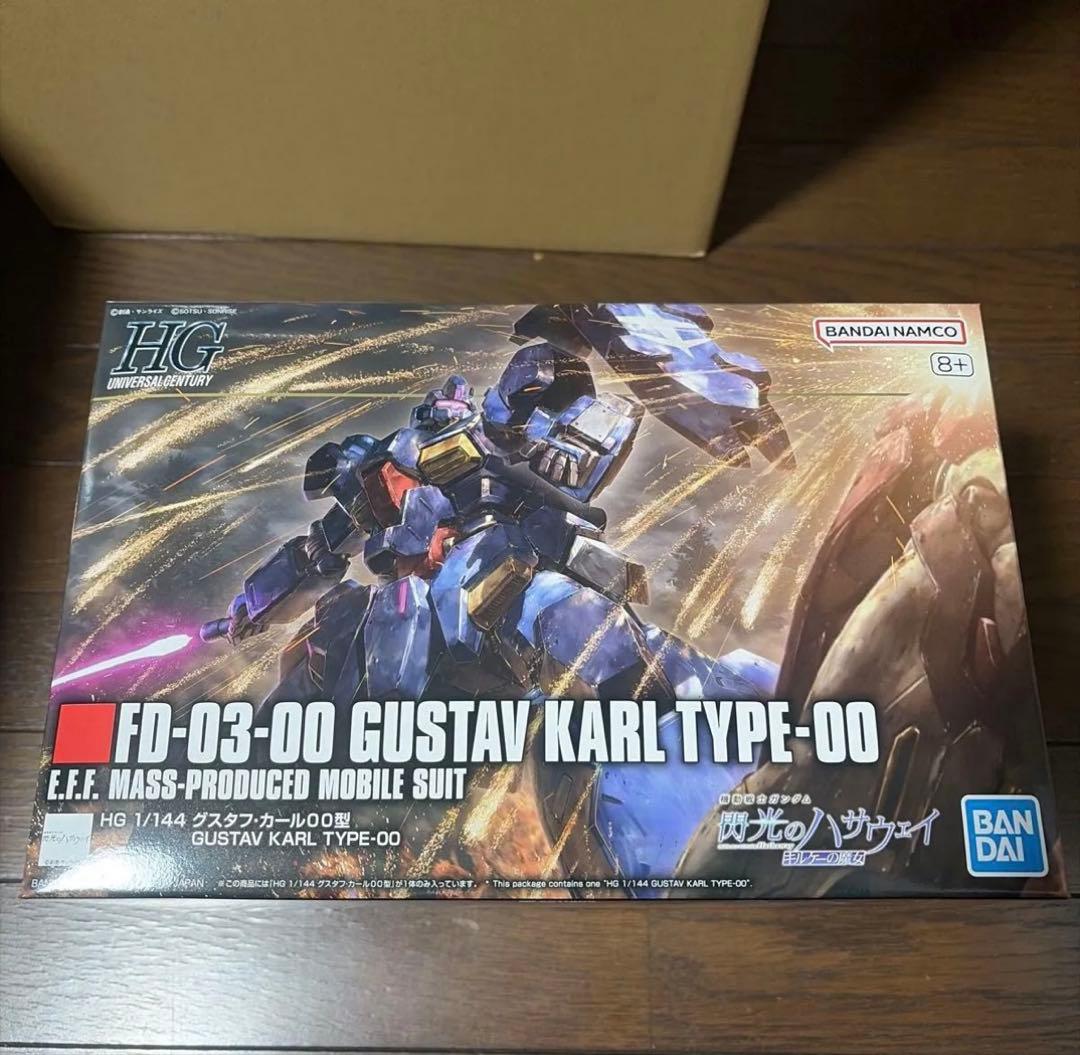 ©創通・サンライズ ©SOTSU・SUNRISE
HG
UNIVERSAL CENTURY
BANDAI NAMCO
8+
FD-03-00 GUSTAV KARL TYPE-00
E.F.F. MASS-PRODUCED MOBILE SUIT
HG 1/144 グスタフ・カール00型
GUSTAV KARL TYPE-00
機動戦士ガンダム
閃光のハサウェイ
キルケーの魔女
BAN
DAI
JAPAN
※この商品には「HG 1/144 グスタフ・カール00型」が1体のみ入っています。 * This package contains one "HG 1/144 GUSTAV KARL TYPE-00".